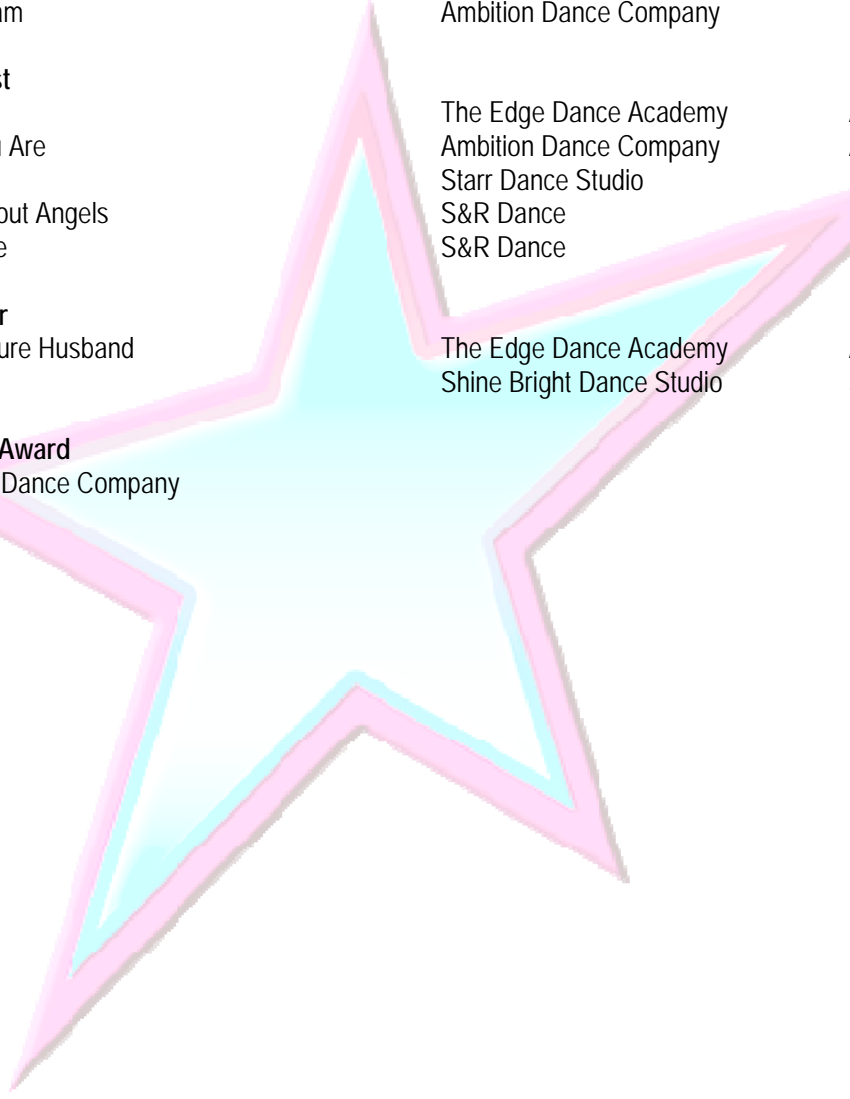 am Ambition Dance Company
st
The Edge Dance Academy
u Are Ambition Dance Company
Starr Dance Studio
out Angels S&R Dance
e S&R Dance
r
ure Husband The Edge Dance Academy
Shine Bright Dance Studio
Award
Dance Company